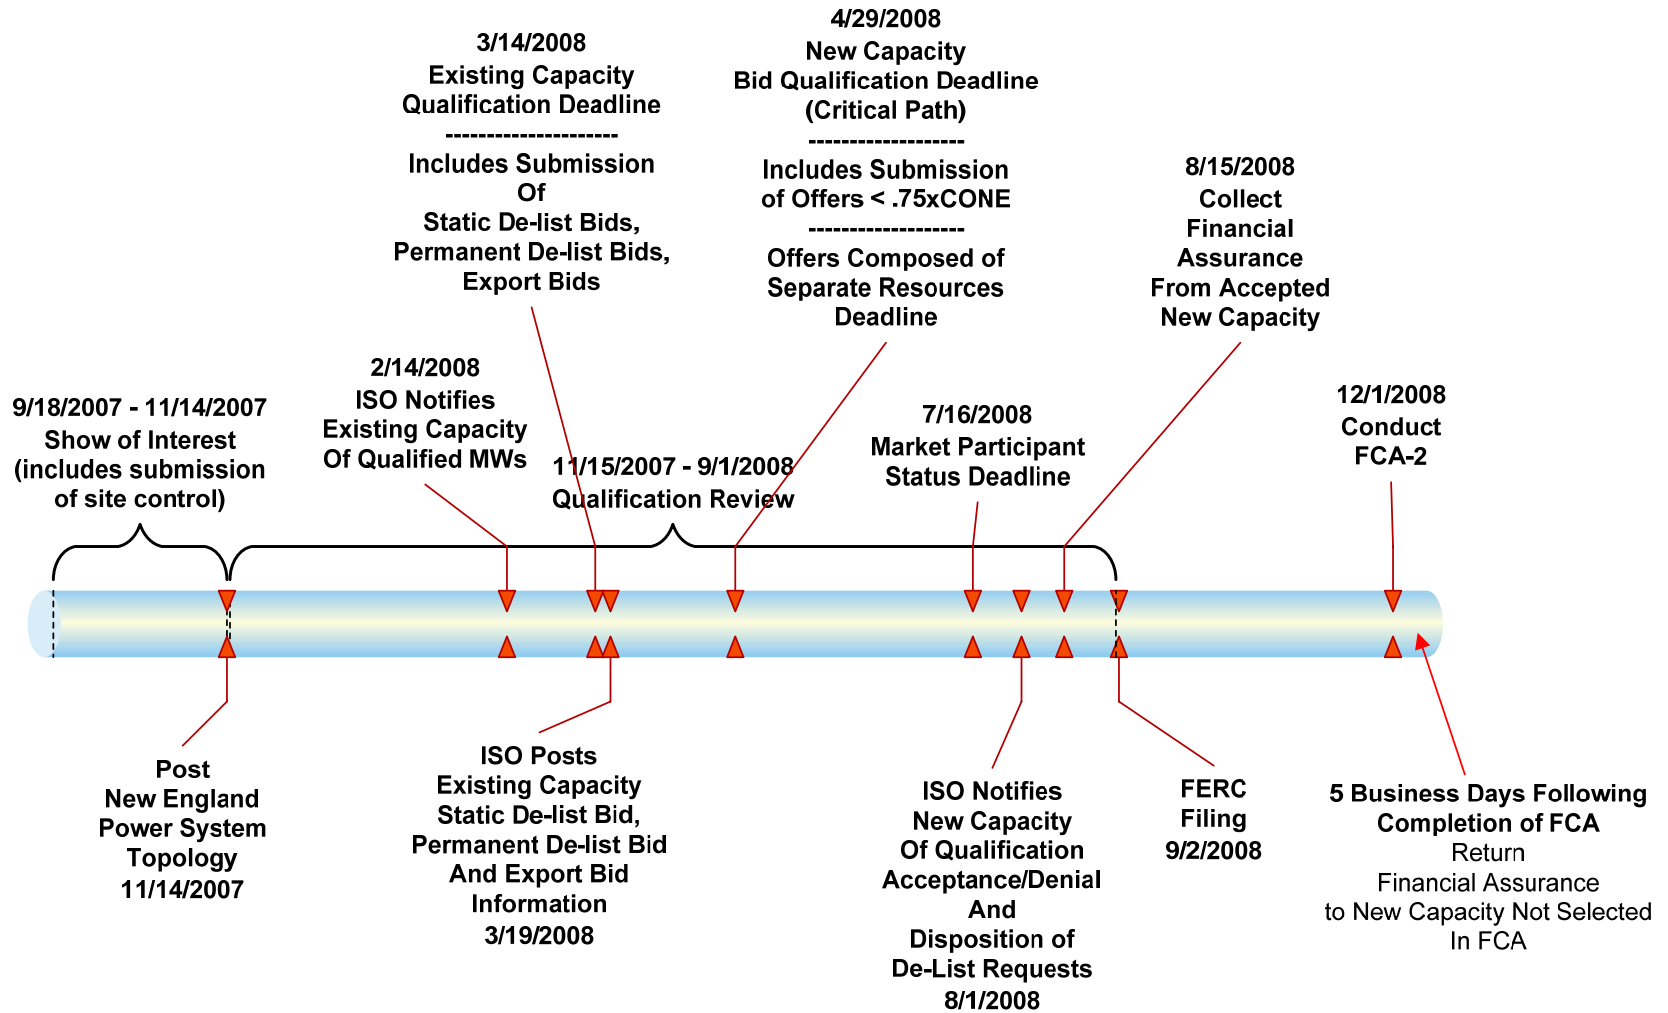 4/29/2008
New Capacity
Bid Qualification Deadline
(Critical Path)
-------------------
Includes Submission
of Offers < .75xCONE
-------------------
Offers Composed of
Separate Resources
Deadline
3/14/2008
Existing Capacity
Qualification Deadline
---------------------
Includes Submission
Of
Static De-list Bids,
Permanent De-list Bids,
Export Bids
8/15/2008
Collect
Financial
Assurance
From Accepted
New Capacity
2/14/2008
ISO Notifies
Existing Capacity
Of Qualified MWs
9/18/2007 - 11/14/2007
Show of Interest
(includes submission
of site control)
11/15/2007 - 9/1/2008
Qualification Review
7/16/2008
Market Participant
Status Deadline
12/1/2008
Conduct
FCA-2
Post
New England
Power System
Topology
11/14/2007
ISO Posts
Existing Capacity
Static De-list Bid,
Permanent De-list Bid
And Export Bid
Information
3/19/2008
ISO Notifies
New Capacity
Of Qualification
Acceptance/Denial
And
Disposition of
De-List Requests
8/1/2008
FERC
Filing
9/2/2008
5 Business Days Following
Completion of FCA
Return
Financial Assurance
to New Capacity Not Selected
In FCA